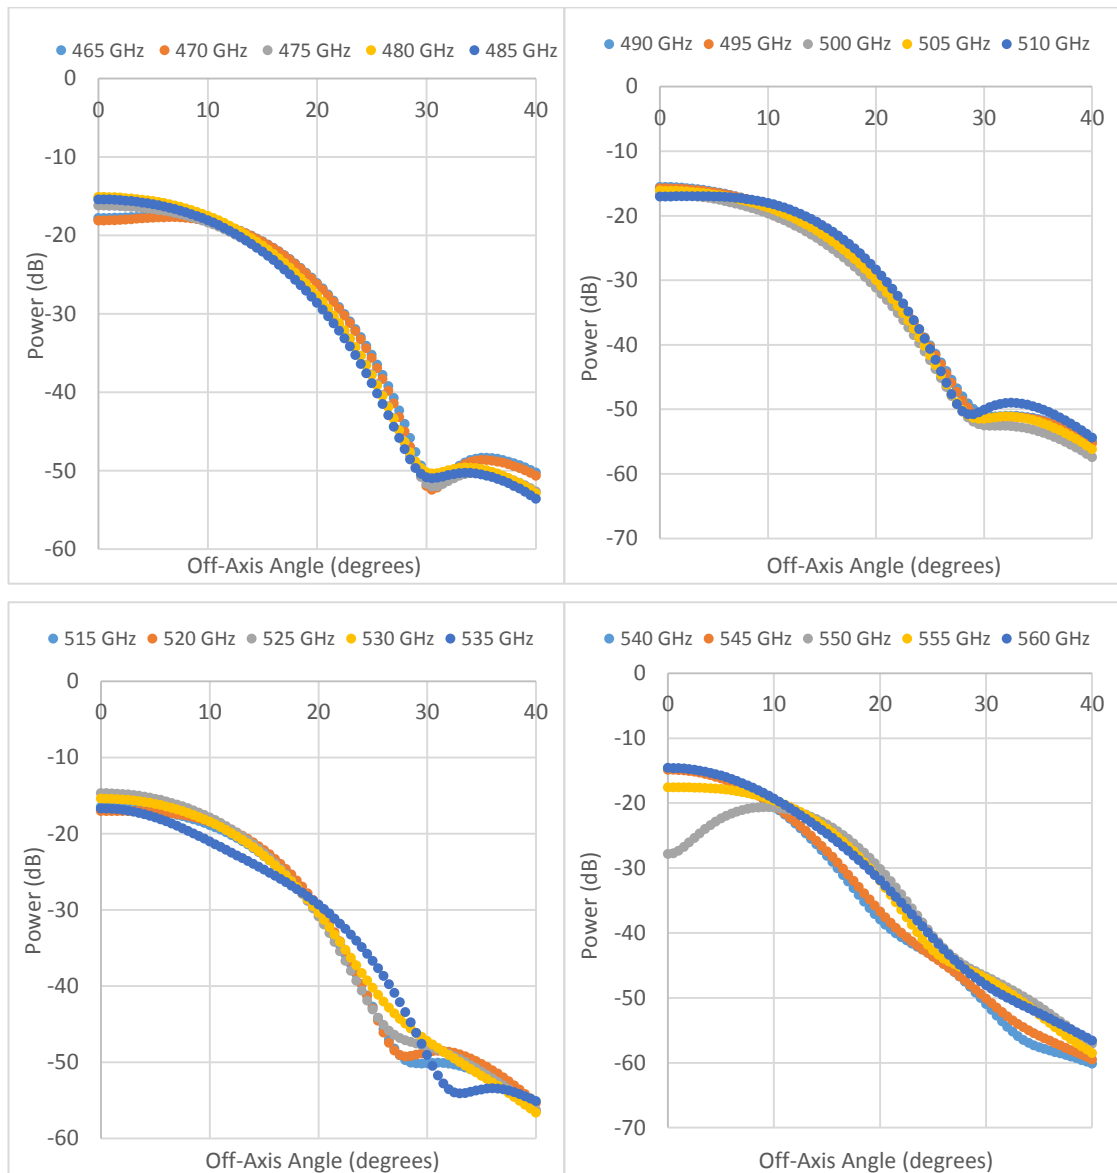 465 GHz 470 GHz 475 GHz 480 GHz 485 GHz
0
0 10 20 30 40
-10
-20
-30
-40
-50
-60
Power (dB)
Off-Axis Angle (degrees)
490 GHz 495 GHz 500 GHz 505 GHz 510 GHz
0
0 10 20 30 40
-10
-20
-30
-40
-50
-60
-70
Power (dB)
Off-Axis Angle (degrees)
515 GHz 520 GHz 525 GHz 530 GHz 535 GHz
0
0 10 20 30 40
-10
-20
-30
-40
-50
-60
Power (dB)
Off-Axis Angle (degrees)
540 GHz 545 GHz 550 GHz 555 GHz 560 GHz
0
0 10 20 30 40
-10
-20
-30
-40
-50
-60
-70
Power (dB)
Off-Axis Angle (degrees)